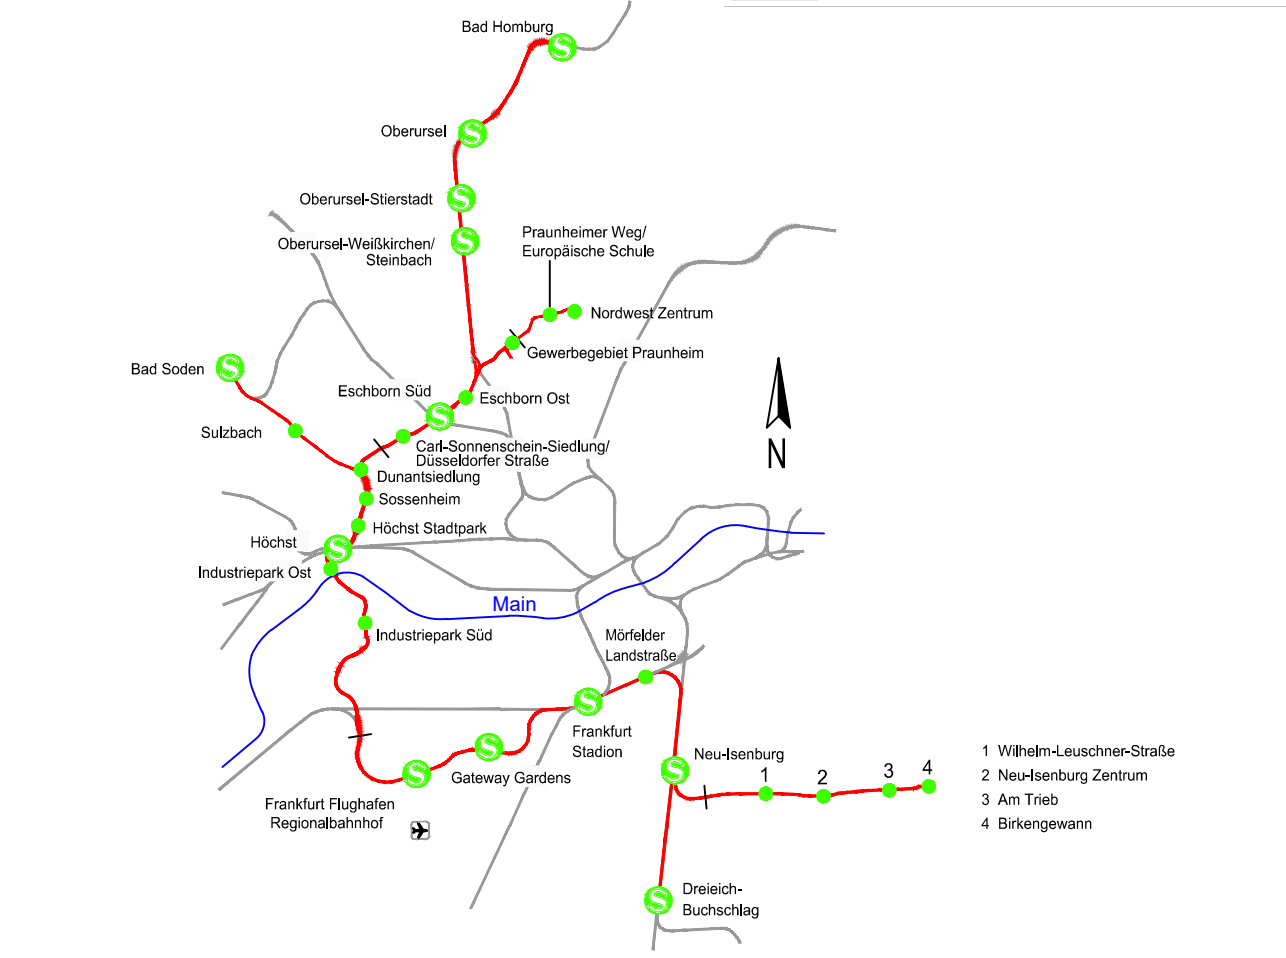 Bad Homburg
Oberursel
Oberursel-Stierstadt
Oberursel-Weißkirchen/
Steinbach
Praunheimer Weg/
Europäische Schule
Nordwest Zentrum
Gewerbegebiet Praunheim
Bad Soden
Eschborn Süd
Eschborn Ost
Sulzbach
Carl-Sonnenschein-Siedlung/
Düsseldorfer Straße
Dunantsiedlung
Sossenheim
Höchst Stadtpark
Höchst
Industriepark Ost
N
Main
Industriepark Süd
Mörfelder
Landstraße
Frankfurt
Stadion
Gateway Gardens
Frankfurt Flughafen
Regionalbahnhof
Neu-Isenburg
1
2
3
4
1 Wilhelm-Leuschner-Straße
2 Neu-Isenburg Zentrum
3 Am Trieb
4 Birkengewann
Dreieich-
Buchschlag
S
S
S
S
S
S
S
S
S
S
S
S